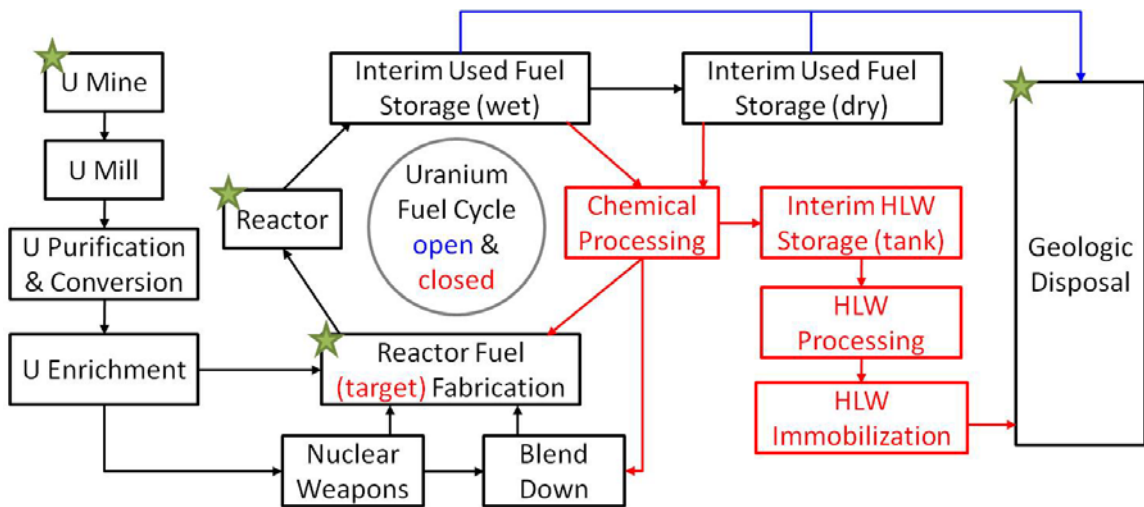 U Mine
U Mill
U Purification
& Conversion
U Enrichment
Reactor
Interim Used Fuel
Storage (wet)
Interim Used Fuel
Storage (dry)
Uranium
Fuel Cycle
open &
closed
Chemical
Processing
Interim HLW
Storage (tank)
HLW
Processing
HLW
Immobilization
Geologic
Disposal
Reactor Fuel
(target) Fabrication
Nuclear
Weapons
Blend
Down